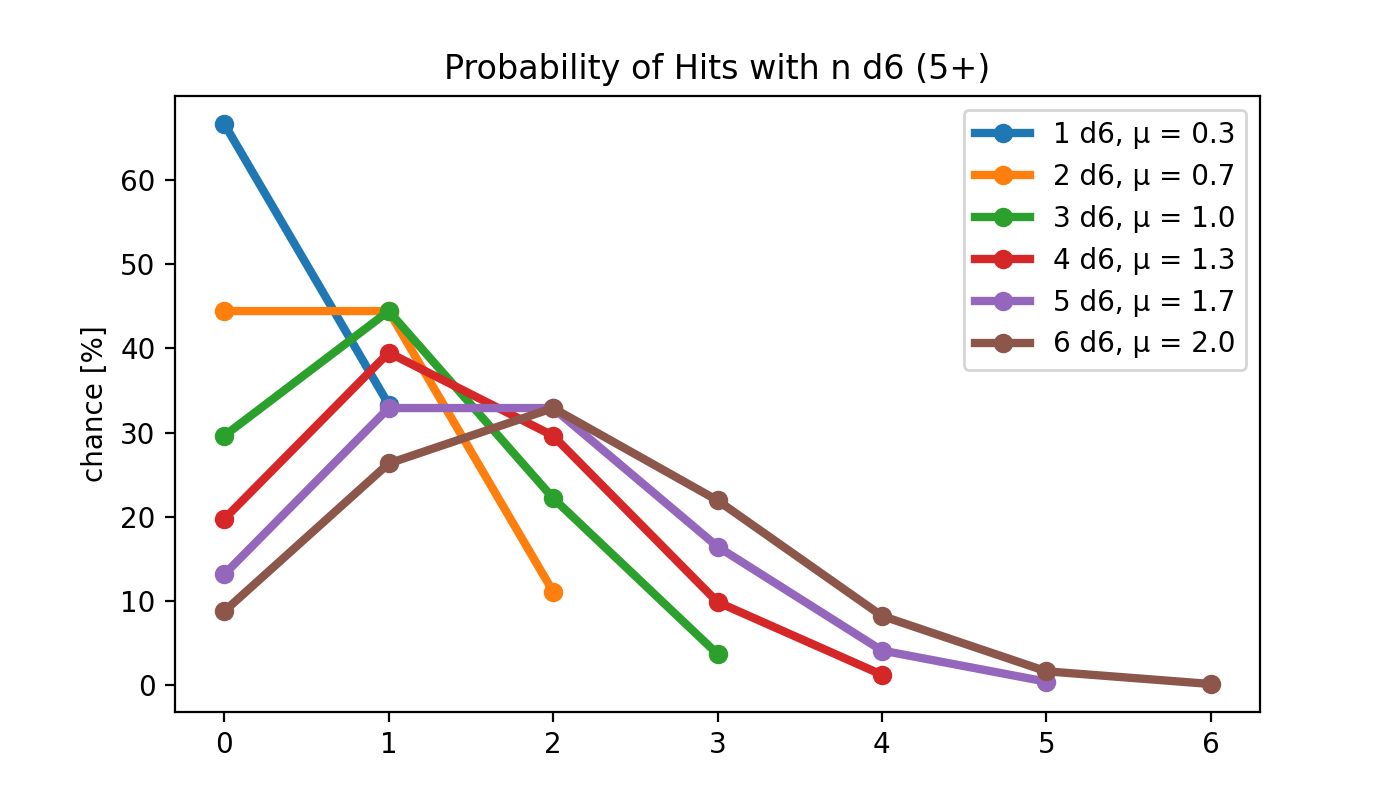 Probability of Hits with n d6 (5+)
1 d6, μ = 0.3
2 d6, μ = 0.7
3 d6, μ = 1.0
4 d6, μ = 1.3
5 d6, μ = 1.7
6 d6, μ = 2.0
chance [%]
60
50
40
30
20
10
0
0 1 2 3 4 5 6